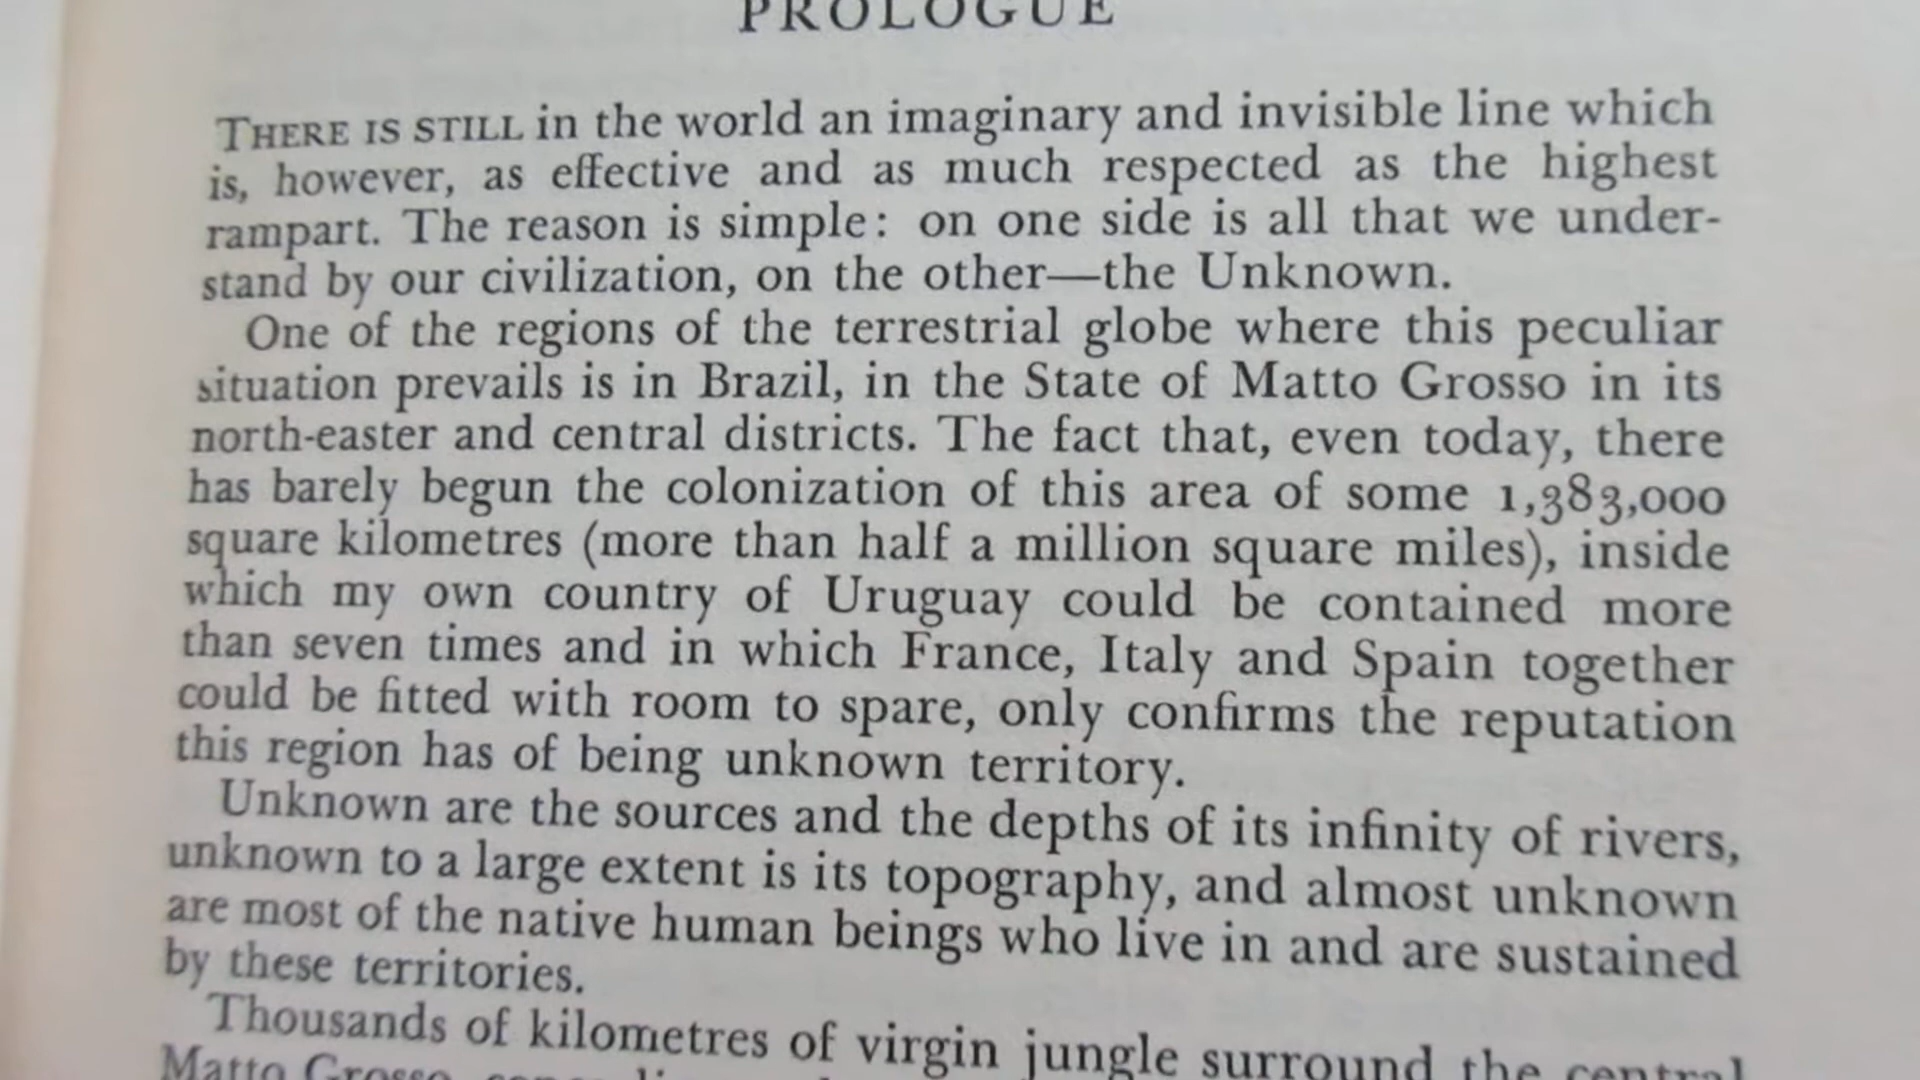 PROLOGUE
THERE IS STILL in the world an imaginary and invisible line which
is, however, as effective and as much respected as the highest
rampart. The reason is simple: on one side is all that we under-
stand by our civilization, on the other—the Unknown.
One of the regions of the terrestrial globe where this peculiar
situation prevails is in Brazil, in the State of Matto Grosso in its
north-easter and central districts. The fact that, even today, there
has barely begun the colonization of this area of some 1,383,000
square kilometres (more than half a million square miles), inside
which my own country of Uruguay could be contained more
than seven times and in which France, Italy and Spain together
could be fitted with room to spare, only confirms the reputation
this region has of being unknown territory.
Unknown are the sources and the depths of its infinity of rivers,
unknown to a large extent is its topography, and almost unknown
are most of the native human beings who live in and are sustained
by these territories.
Thousands of kilometres of virgin jungle surround the central
Matto Grosso